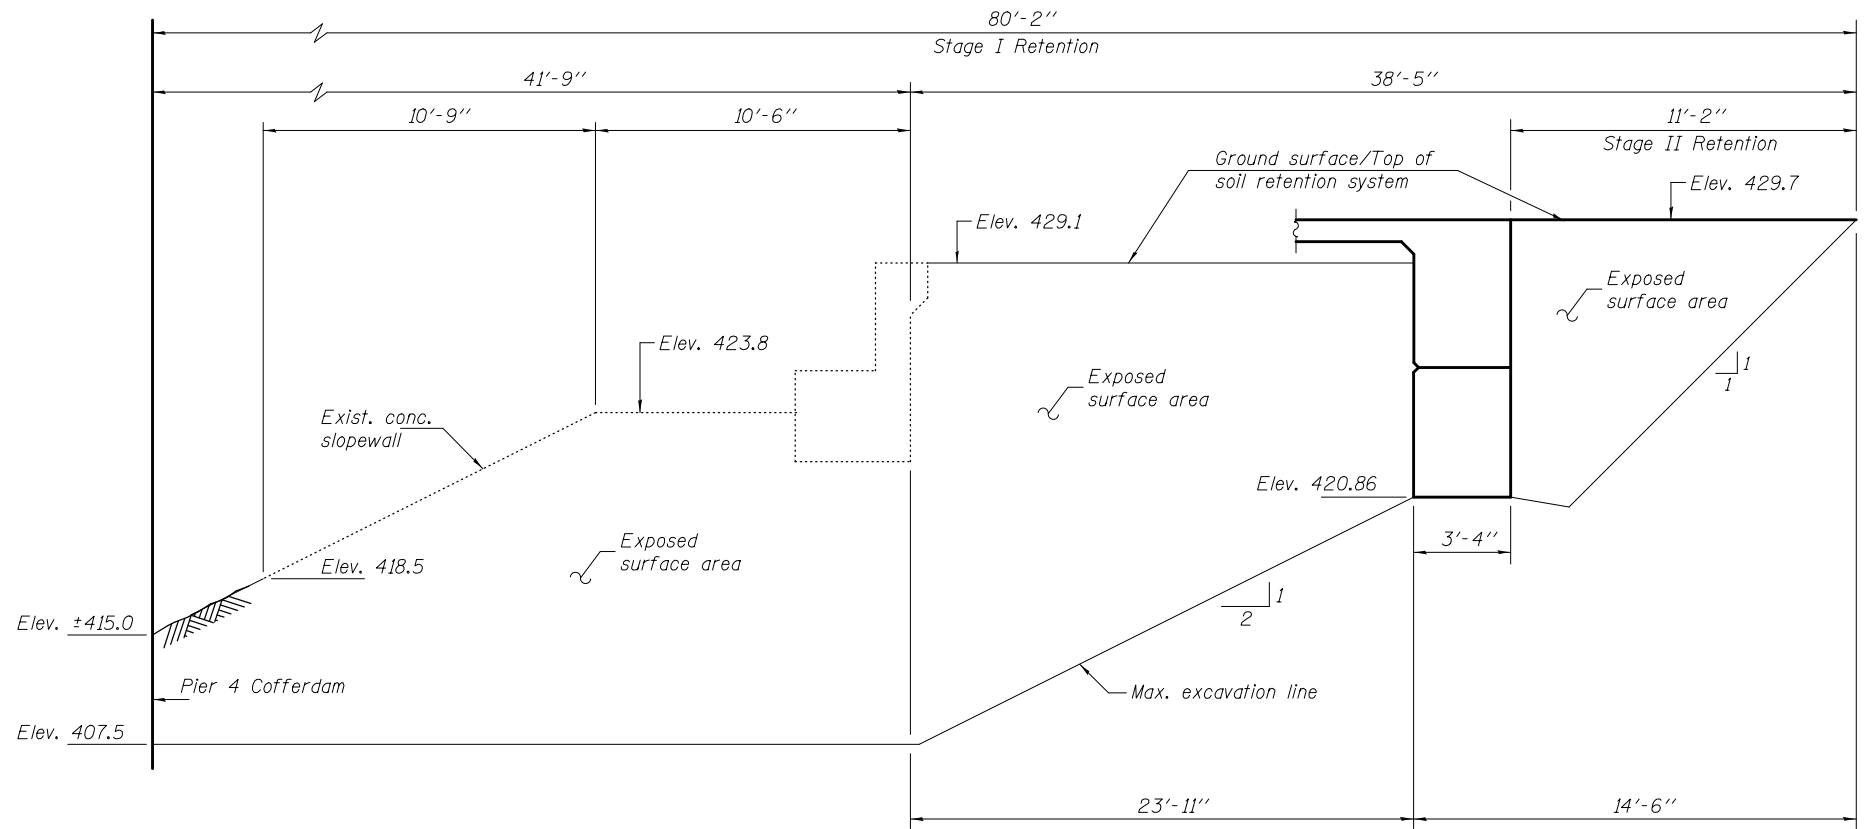 80'-2"
Stage I Retention
41'-9"
38'-5"
10'-9"
10'-6"
11'-2"
Stage II Retention
Ground surface/Top of
soil retention system
Elev. 429.7
Elev. 429.1
Exposed
surface area
Elev. 423.8
Exposed
surface area
Exist. conc.
slopewall
1
1
Elev. 420.86
3'-4"
Exposed
surface area
Elev. 418.5
1
2
Elev. ±415.0
Pier 4 Cofferdam
Max. excavation line
Elev. 407.5
23'-11"
14'-6"